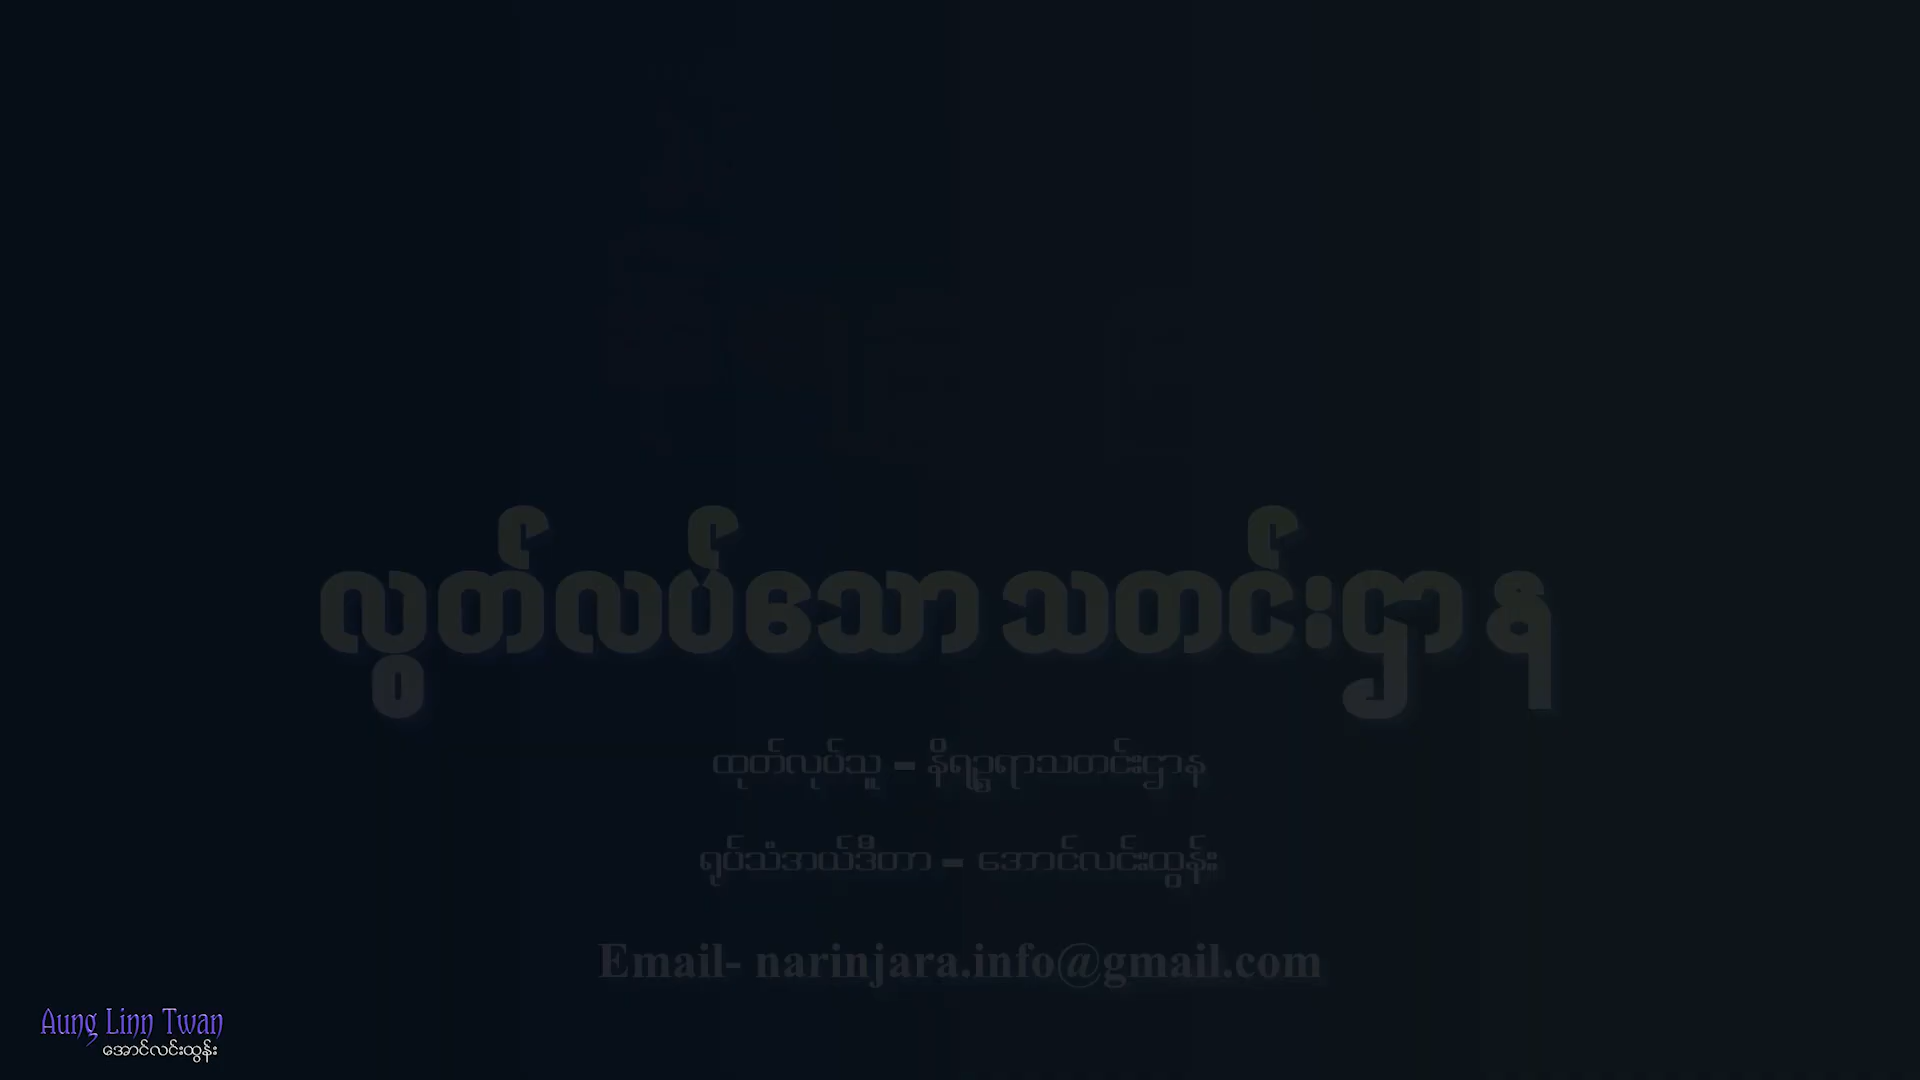 လွတ်လပ်သော သတင်းဌာန
ထုတ်လုပ်သူ - နိရဉ္စရာသတင်းဌာန
ရုပ်သံအယ်ဒီတာ - အောင်လင်းထွန်း
Email- narinjara.info@gmail.com
Aung Linn Twan
အောင်လင်းထွန်း